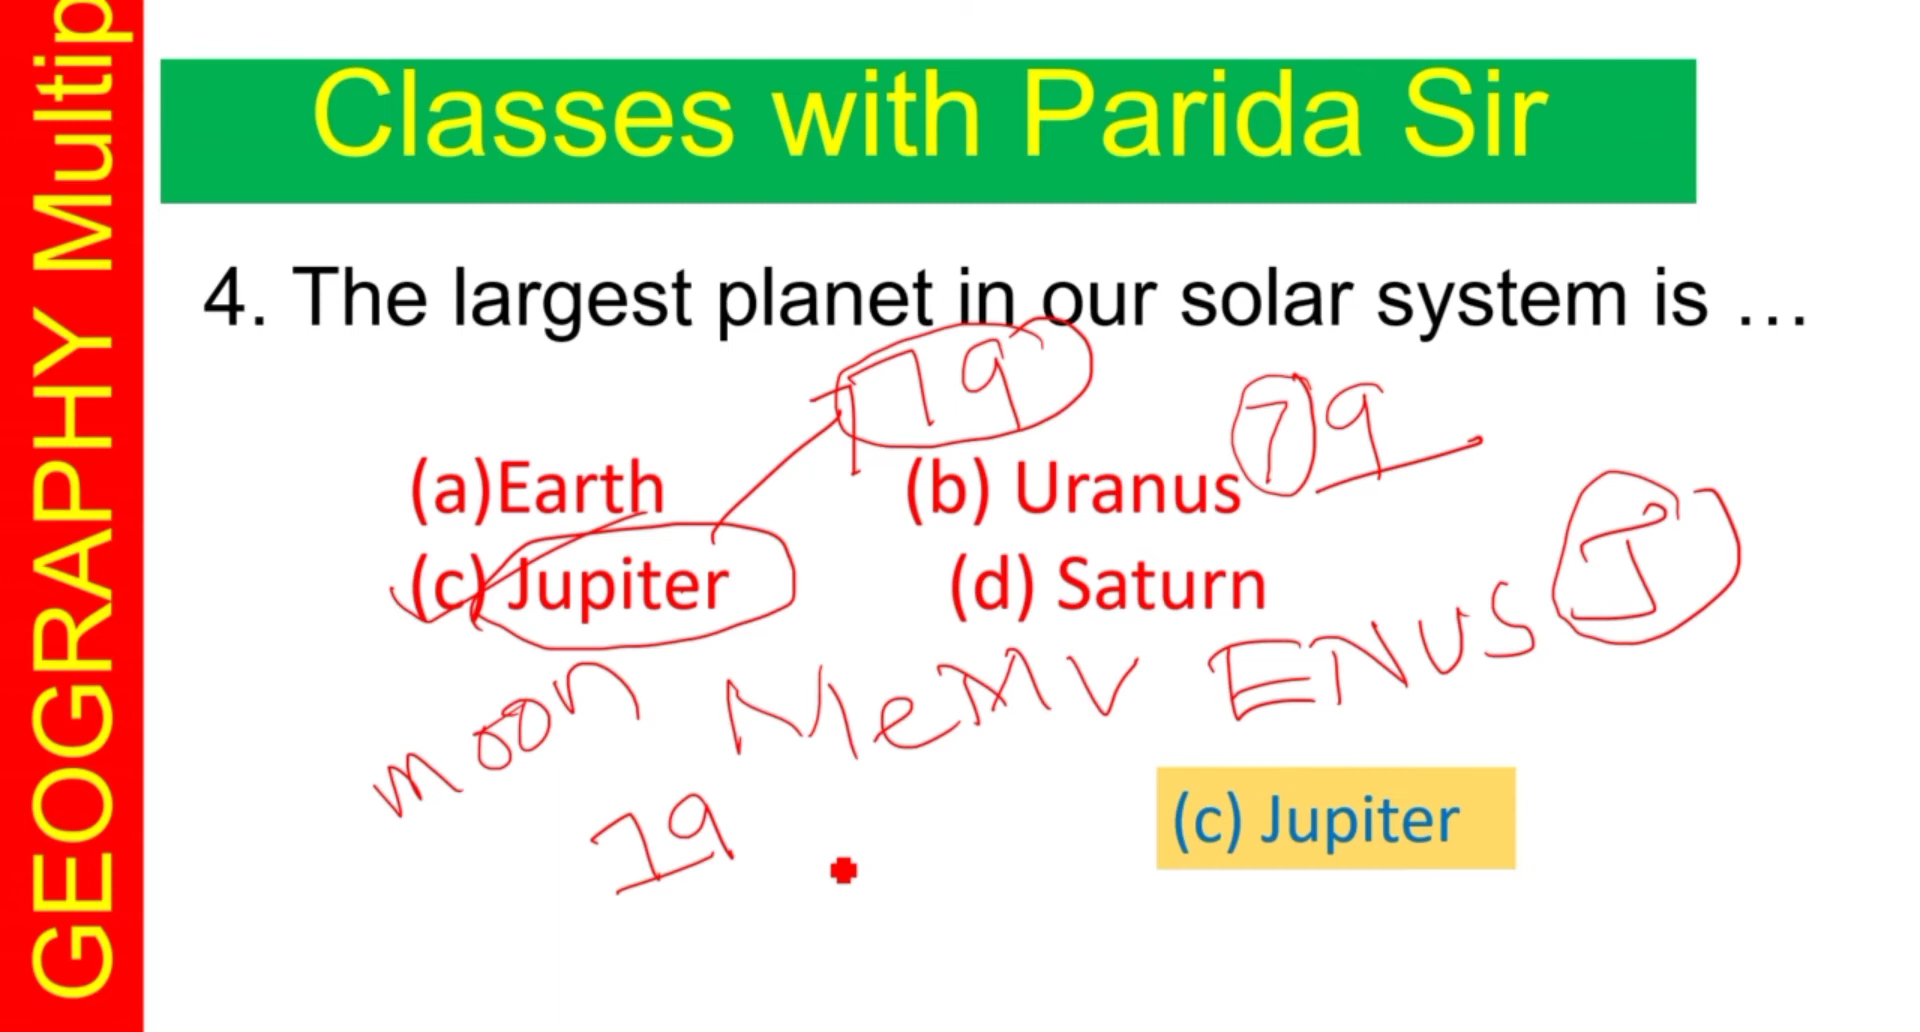 GEOGRAPHY Multip
Classes with Parida Sir
4. The largest planet in our solar system is …
79
79
(a)Earth
(b) Uranus
(c) Jupiter
(d) Saturn
J
moon
MeMV ENUS
79
(c) Jupiter